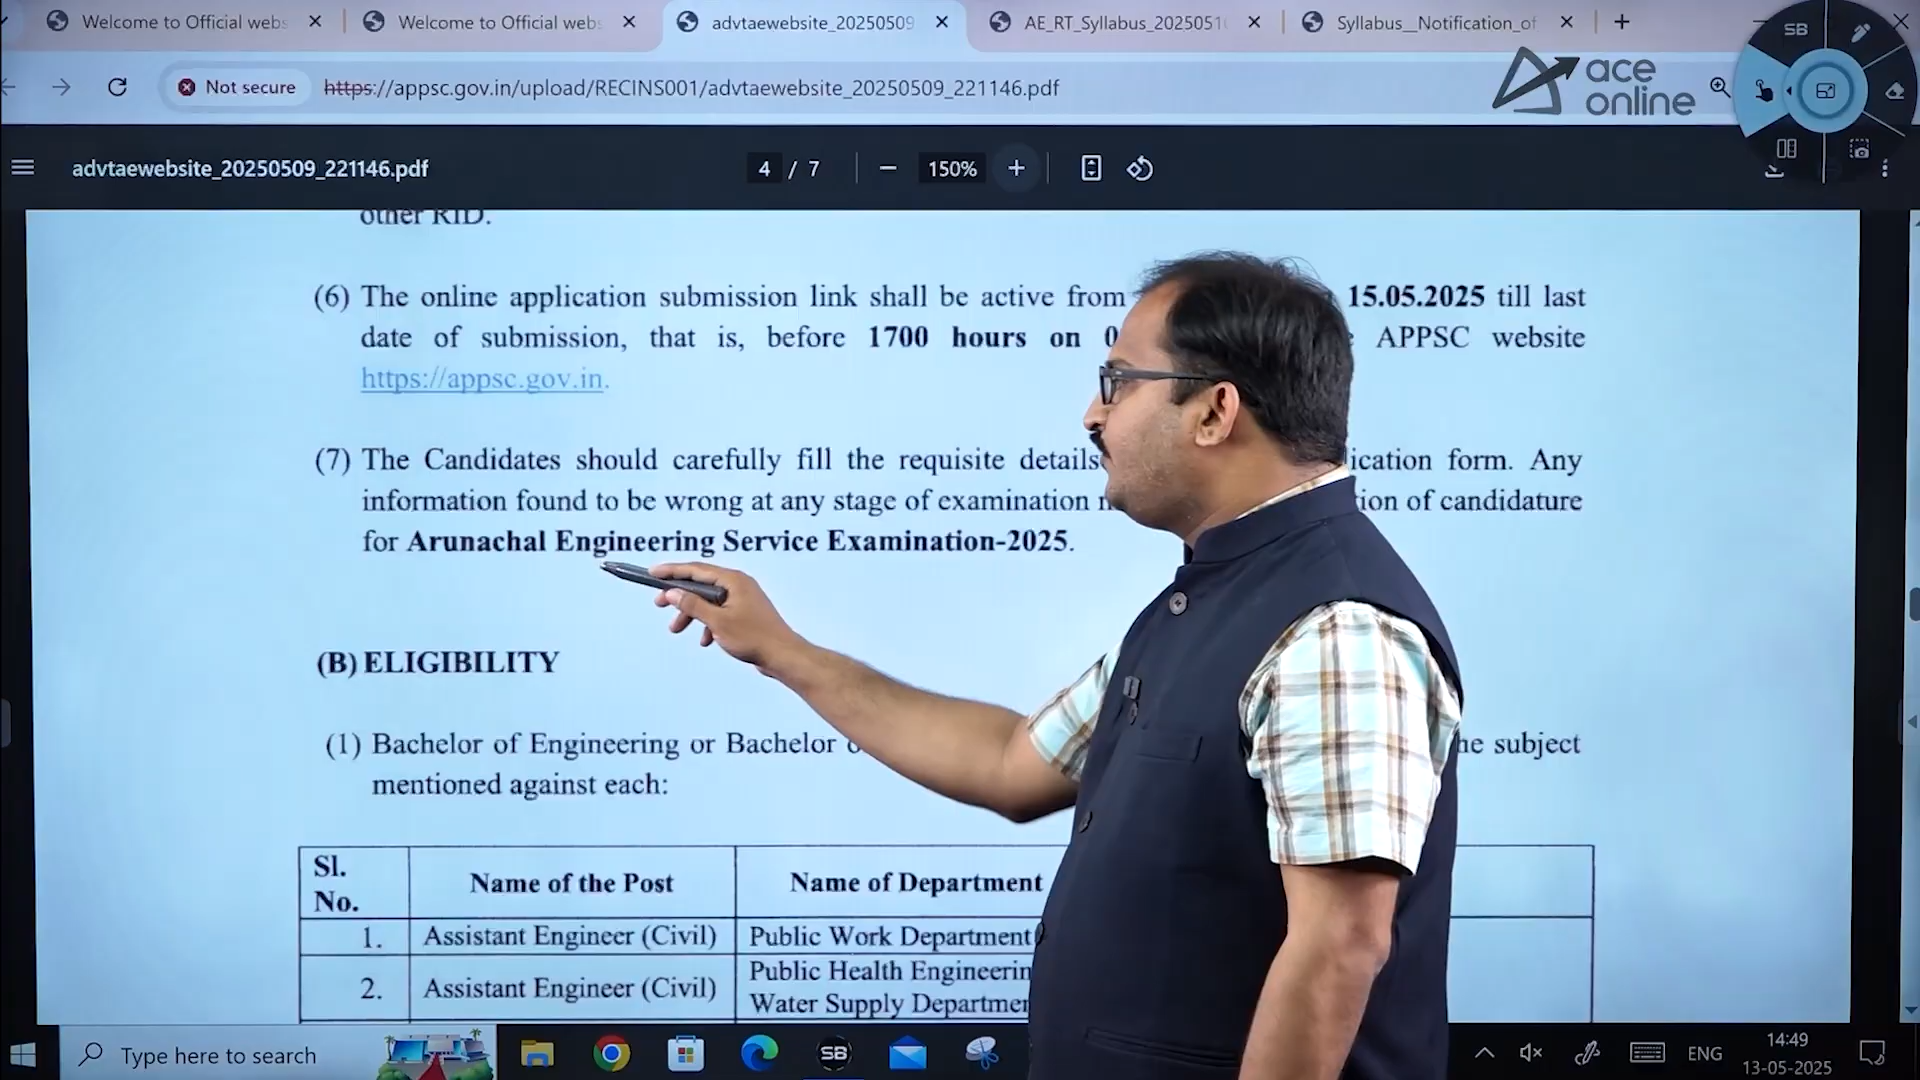 Welcome to Official webs
Welcome to Official webs
advtaewebsite_20250509
AE_RT_Syllabus_2025051
Syllabus__Notification_of
SB
Not secure
https://appsc.gov.in/upload/RECINS001/advtaewebsite_20250509_221146.pdf
ace
online
advtaewebsite_20250509_221146.pdf
4 / 7
150%
other RID.
(6) The online application submission link shall be active from 15.05.2025 till last
date of submission, that is, before 1700 hours on 0 APPSC website
https://appsc.gov.in.
(7) The Candidates should carefully fill the requisite details ication form. Any
information found to be wrong at any stage of examination ion of candidature
for Arunachal Engineering Service Examination-2025.
(B) ELIGIBILITY
(1) Bachelor of Engineering or Bachelor he subject
mentioned against each:
Sl.
No.
Name of the Post
Name of Department
1.
Assistant Engineer (Civil)
Public Work Department
2.
Assistant Engineer (Civil)
Public Health Engineerin
Water Supply Departmen
Type here to search
SB
ENG
14:49
13-05-2025